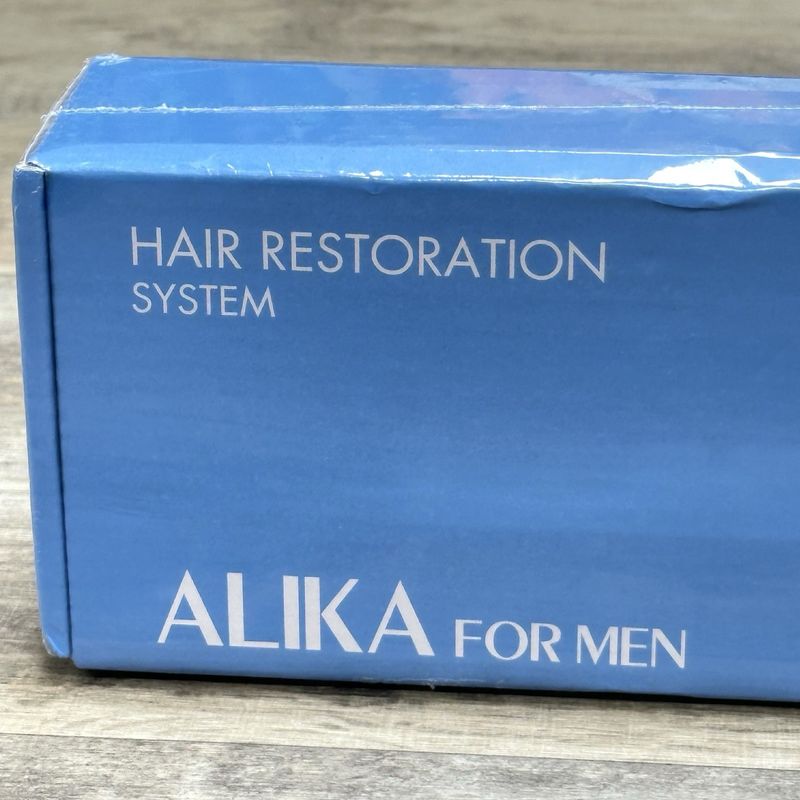 HAIR RESTORATION
SYSTEM
ALIKA FOR MEN